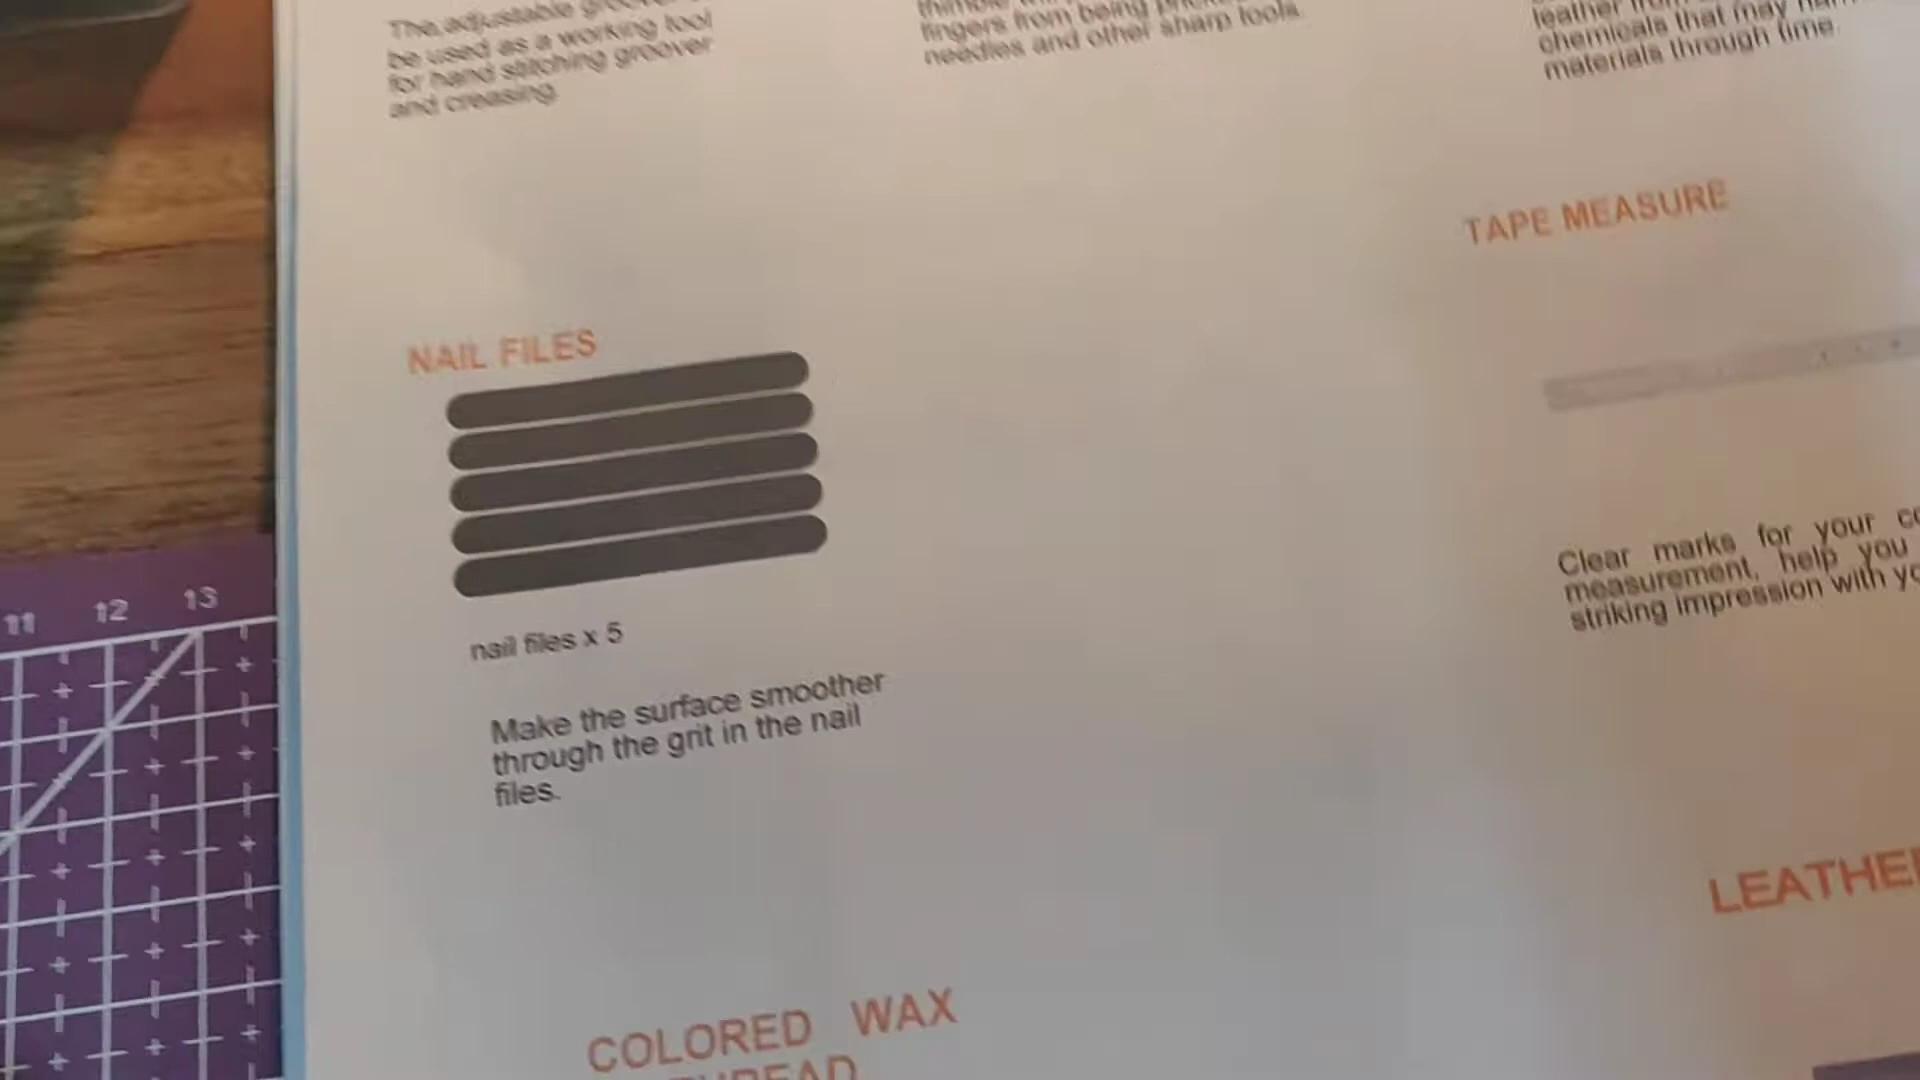 The adjustable
be used as a working tool
for hand stitching groover
and creasing.
fingers from being
needles and other sharp tools.
leather
chemicals that may
materials through time.
TAPE MEASURE
NAIL FILES
nail files x 5
Make the surface smoother
through the grit in the nail
files.
Clear marks for your
measurement, help you
striking impression with
LEATHE
COLORED WAX
THREAD
11 12 13